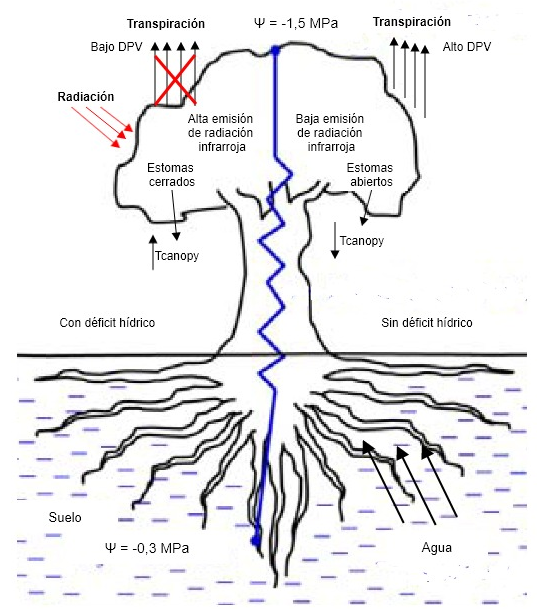 Transpiración
Ψ = -1,5 MPa
Transpiración
Bajo DPV
Alto DPV
Radiación
Alta emisión
de radiación
infrarroja
Baja emisión
de radiación
infrarroja
Estomas
cerrados
Estomas
abiertos
Tcanopy
Tcanopy
Con déficit hídrico
Sin déficit hídrico
Suelo
Ψ = -0,3 MPa
Agua